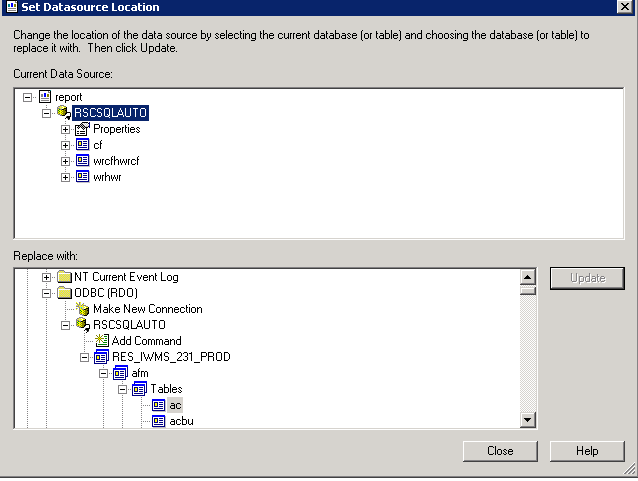 Set Datasource Location
Change the location of the data source by selecting the current database (or table) and choosing the database (or table) to
replace it with.  Then click Update.
Current Data Source:
report
RSCSQLAUTO
Properties
cf
wrcfhwrcf
wrhwr
Replace with:
NT Current Event Log
ODBC (RDO)
Make New Connection
RSCSQLAUTO
Add Command
RES_IWMS_231_PROD
afm
Tables
ac
acbu
Update
Close
Help